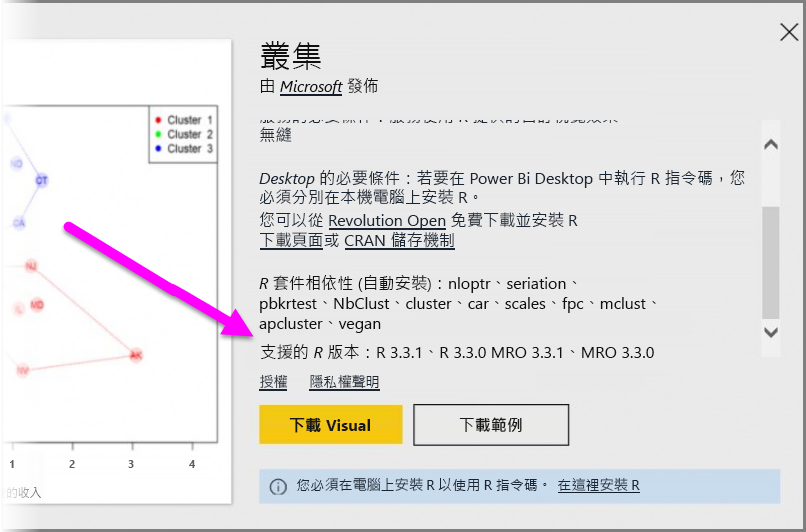 叢集
由 Microsoft 發佈
無縫
Desktop 的必要條件：若要在 Power Bi Desktop 中執行 R 指令碼，您
必須分別在本機電腦上安裝 R。
您可以從 Revolution Open 免費下載並安裝 R
下載頁面或 CRAN 儲存機制
R 套件相依性 (自動安裝)：nloptr、seriation、
pbkrtest、NbClust、cluster、car、scales、fpc、mclust、
apcluster、vegan
支援的 R 版本：R 3.3.1、R 3.3.0 MRO 3.3.1、MRO 3.3.0
授權 隱私權聲明
下載 Visual 下載範例
您必須在電腦上安裝 R 以使用 R 指令碼。 在這裡安裝 R
Cluster 1
Cluster 2
Cluster 3
ND
CT
CA
NJ
MD
NV
AK
1 2 3 4
的收入